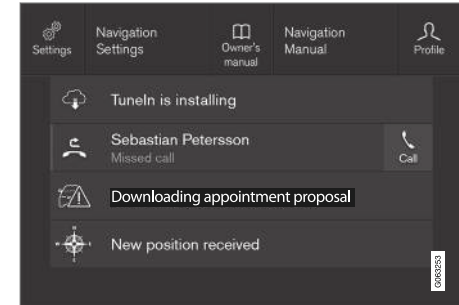 Settings
Navigation
Settings
Owner's
manual
Navigation
Manual
Profile
TuneIn is installing
Sebastian Petersson
Missed call
Call
Downloading appointment proposal
New position received
G063253